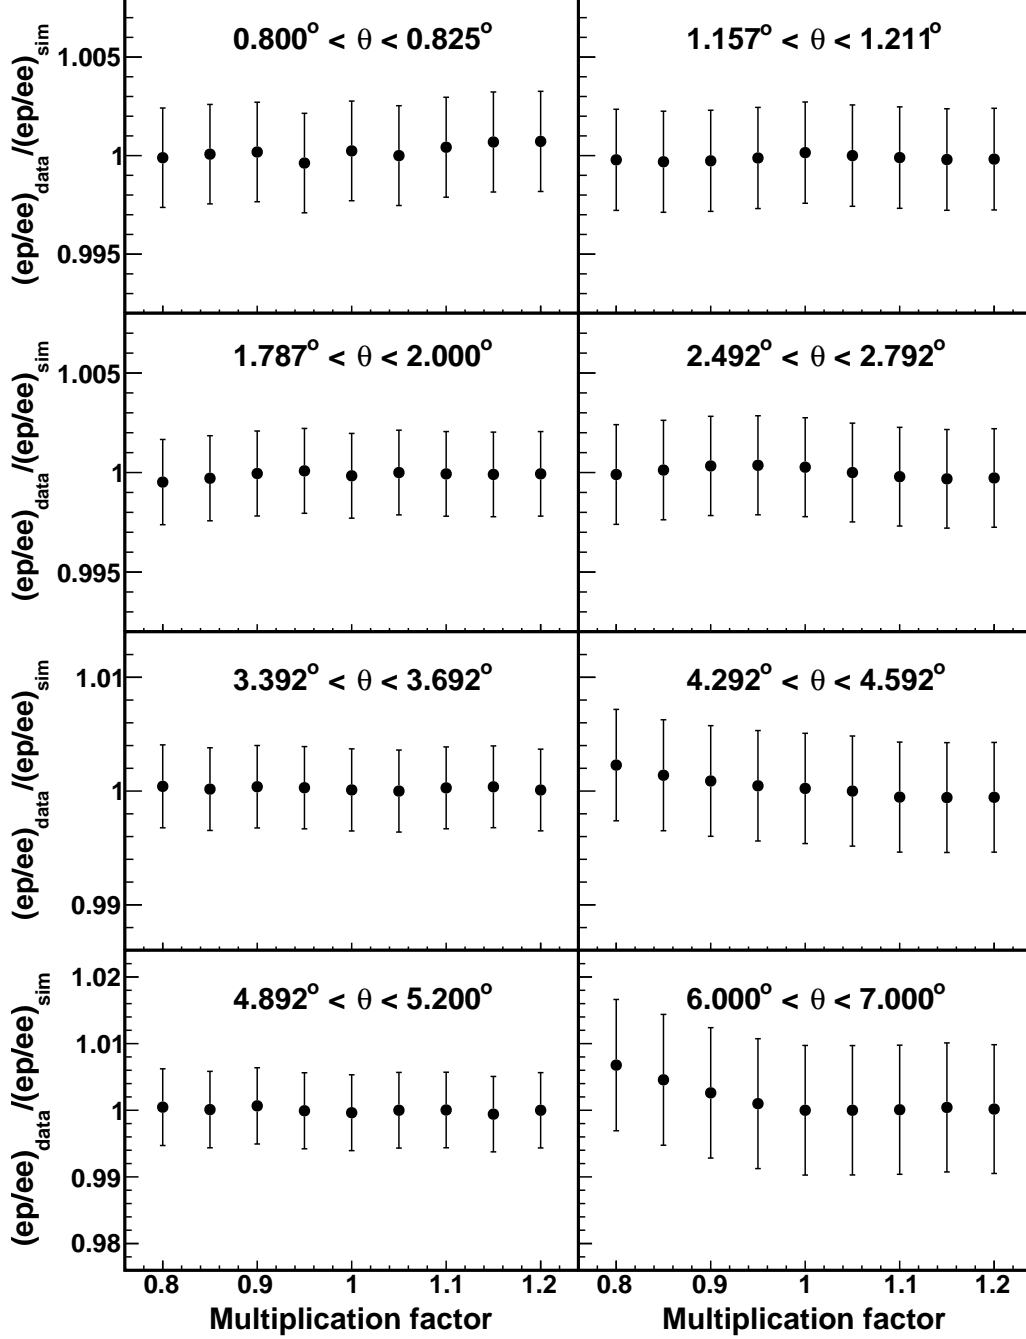 0.800° < θ < 0.825°
1.157° < θ < 1.211°
(ep/ee)data/(ep/ee)sim
1.005
1
0.995
1.787° < θ < 2.000°
2.492° < θ < 2.792°
(ep/ee)data/(ep/ee)sim
1.005
1
0.995
3.392° < θ < 3.692°
4.292° < θ < 4.592°
(ep/ee)data/(ep/ee)sim
1.01
1
0.99
4.892° < θ < 5.200°
6.000° < θ < 7.000°
(ep/ee)data/(ep/ee)sim
1.02
1.01
1
0.99
0.98
0.8 0.9 1 1.1 1.2
0.8 0.9 1 1.1 1.2
Multiplication factor
Multiplication factor